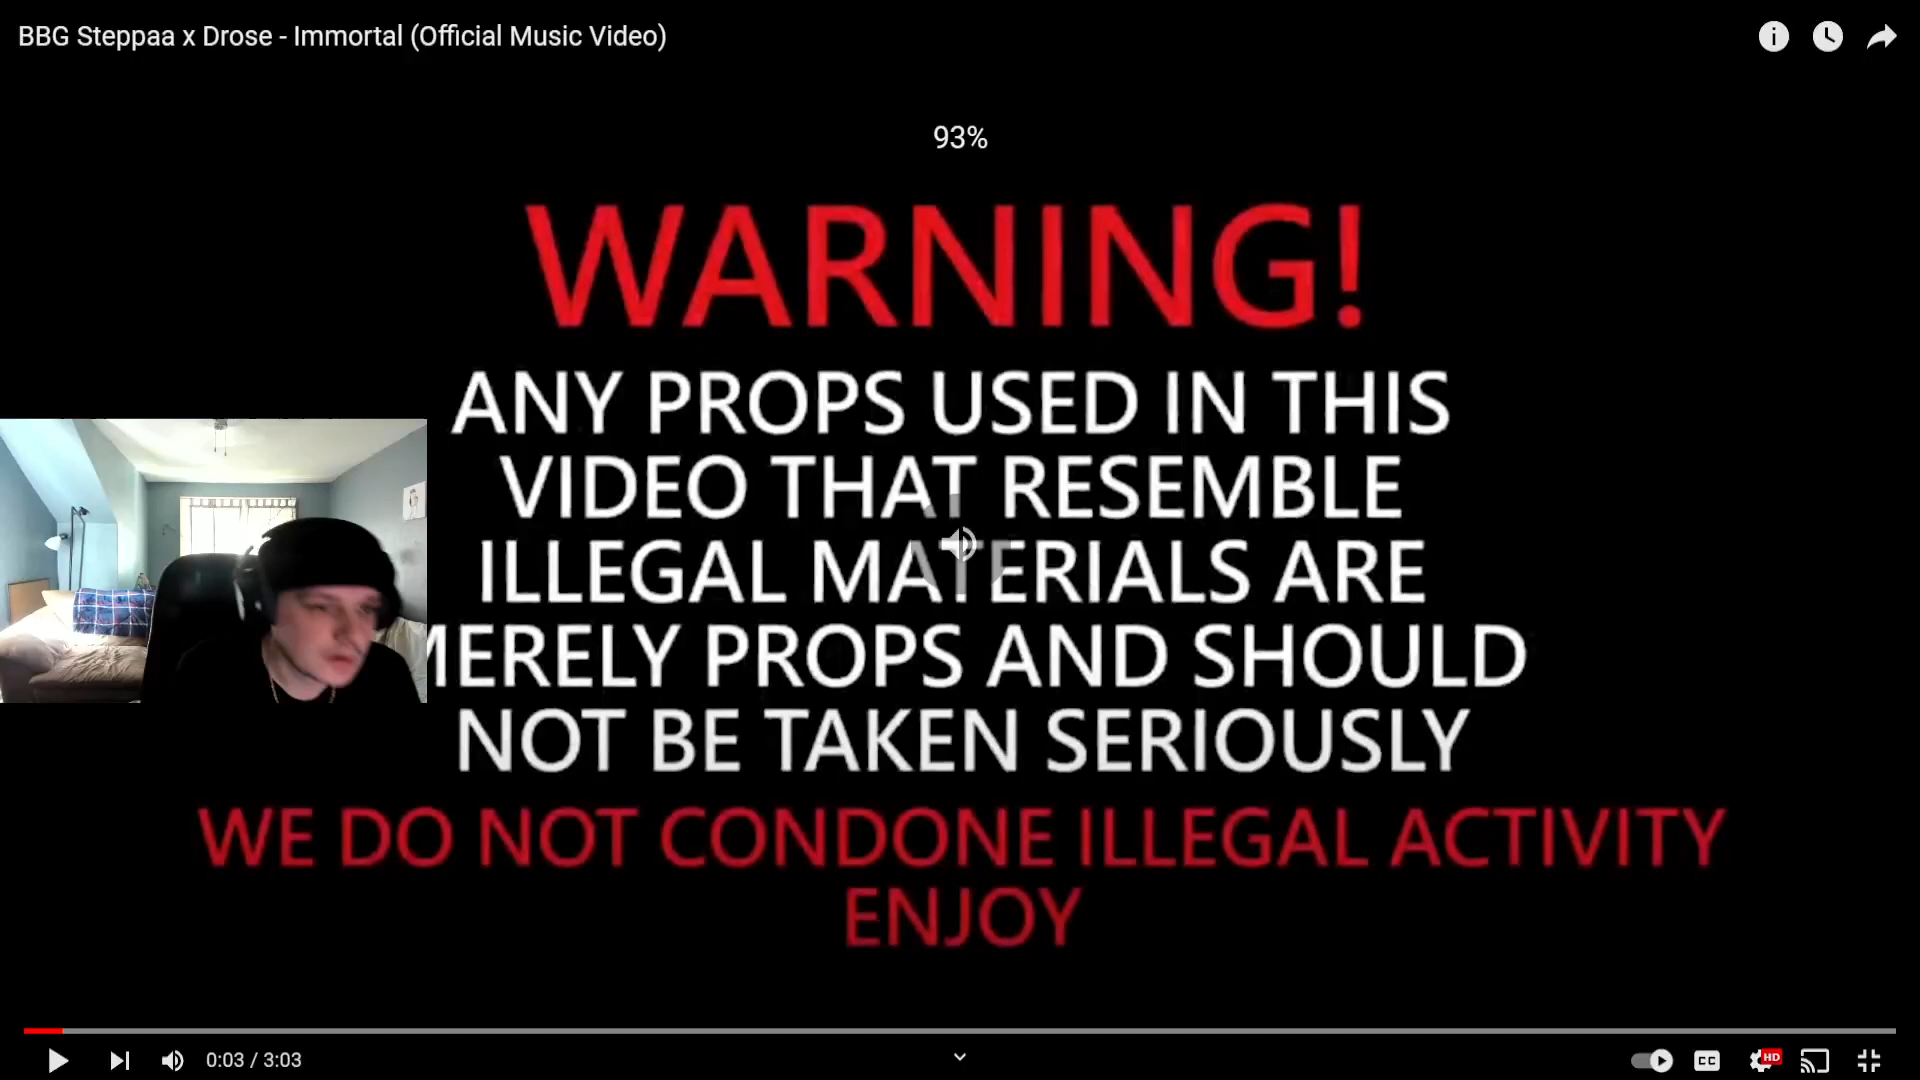 BBG Steppaa x Drose - Immortal (Official Music Video)
93%
WARNING!
ANY PROPS USED IN THIS
VIDEO THAT RESEMBLE
ILLEGAL MATERIALS ARE
MERELY PROPS AND SHOULD
NOT BE TAKEN SERIOUSLY
WE DO NOT CONDONE ILLEGAL ACTIVITY
ENJOY
0:03 / 3:03
CC
HD